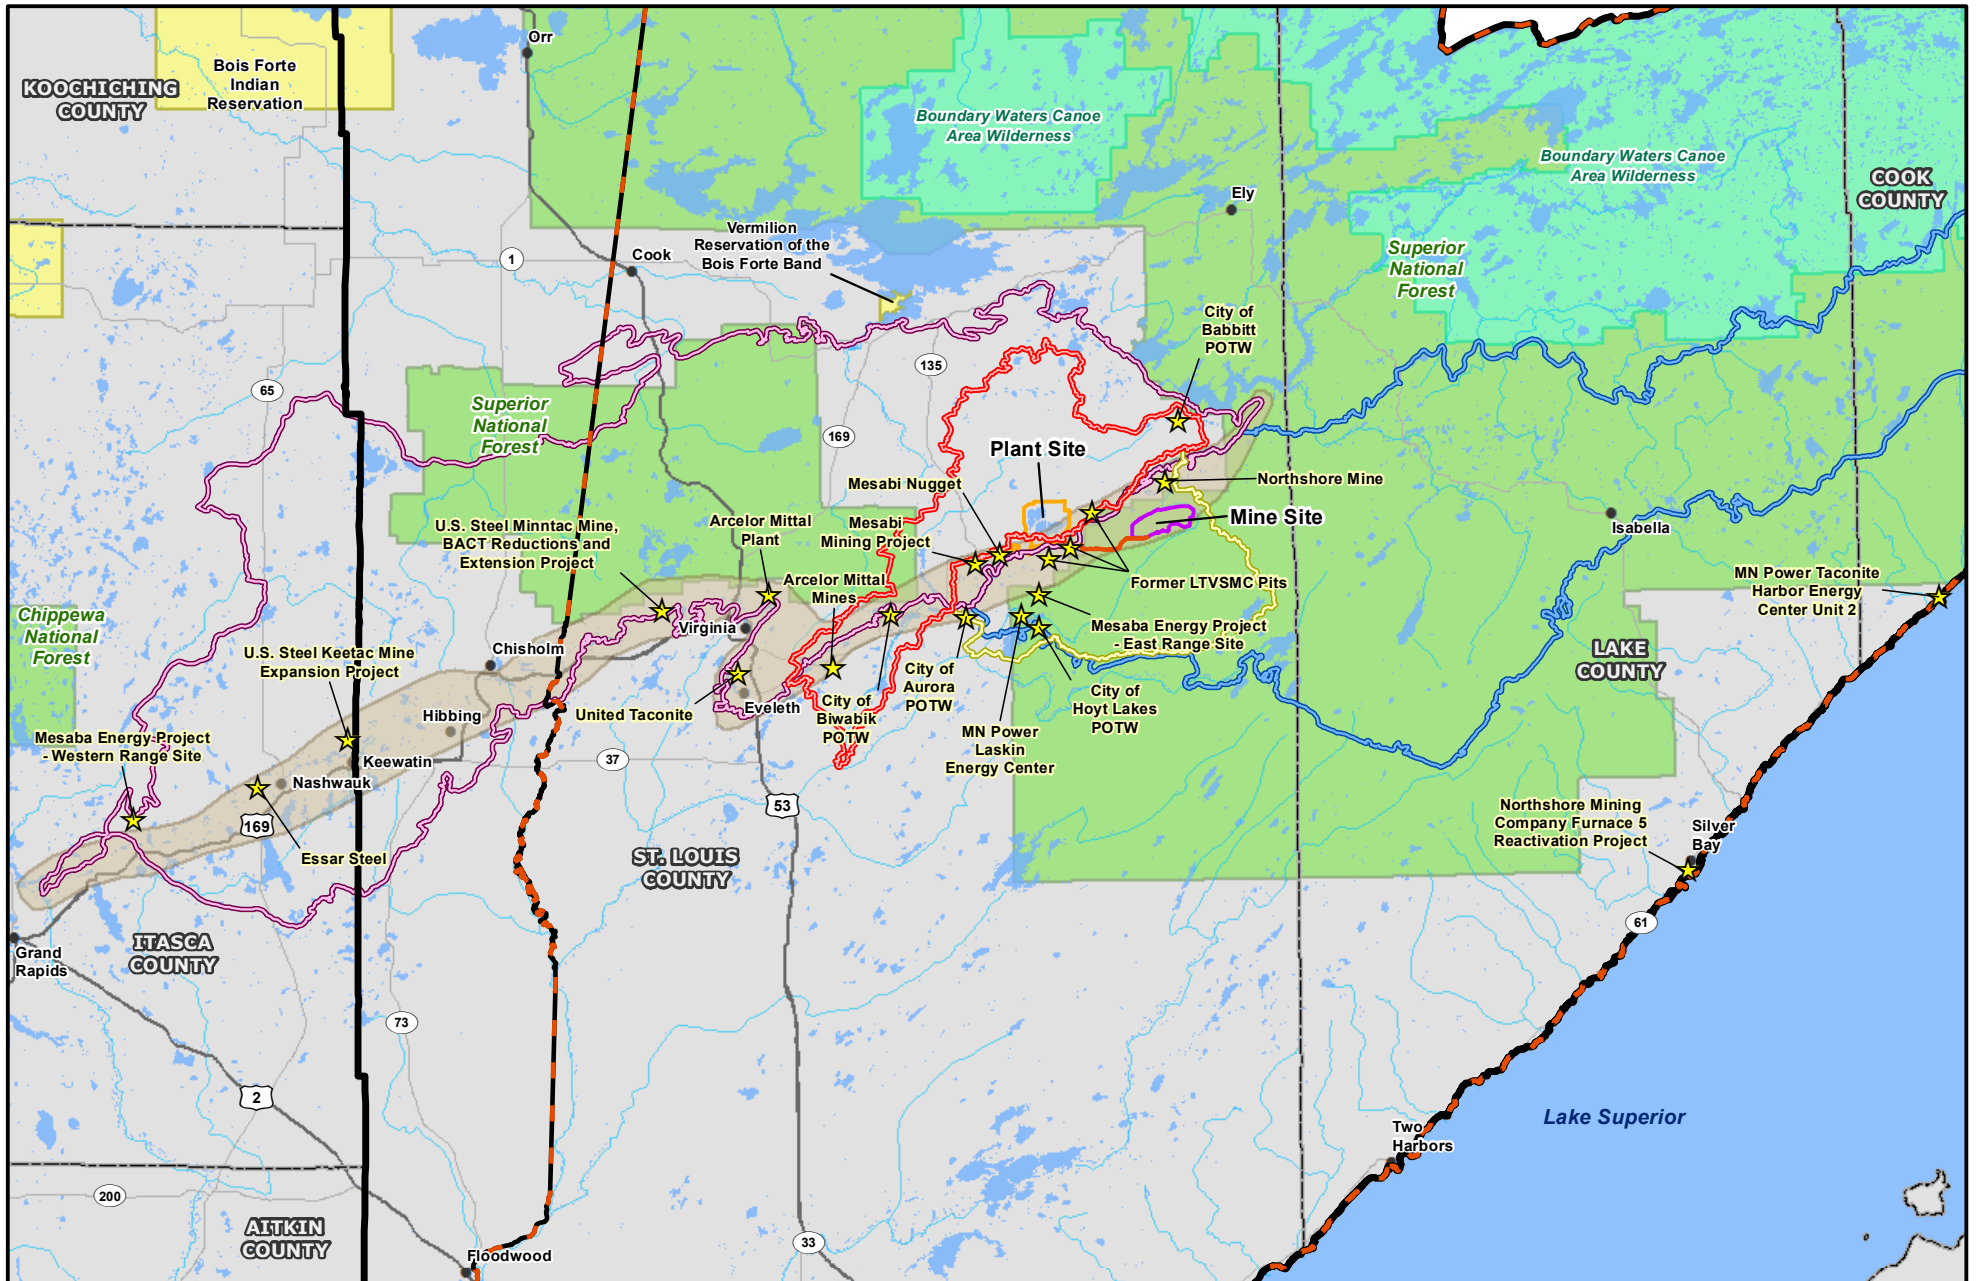 Orr
Bois Forte
Indian
Reservation
KOOCHICHING
COUNTY
Boundary Waters Canoe
Area Wilderness
Boundary Waters Canoe
Area Wilderness
COOK
COUNTY
Ely
Vermilion
Reservation of the
Bois Forte Band
Superior
National
Forest
1
Cook
City of
Babbitt
POTW
135
65
Superior
National
Forest
169
Plant Site
Mesabi Nugget
Northshore Mine
Mine Site
U.S. Steel Minntac Mine,
BACT Reductions and
Extension Project
Arcelor Mittal
Plant
Mesabi
Mining Project
Isabella
Arcelor Mittal
Mines
Former LTVSMC Pits
MN Power Taconite
Harbor Energy
Center Unit 2
Chippewa
National
Forest
Virginia
Mesaba Energy Project
- East Range Site
Chisholm
U.S. Steel Keetac Mine
Expansion Project
LAKE
COUNTY
City of
Aurora
POTW
City of
Hoyt Lakes
POTW
Eveleth
City of
Biwabik
POTW
United Taconite
Hibbing
MN Power
Laskin
Energy Center
Mesaba Energy Project
- Western Range Site
Keewatin
37
Nashwauk
53
169
Northshore Mining
Company Furnace 5
Reactivation Project
Silver
Bay
Essar Steel
ST. LOUIS
COUNTY
61
ITASCA
COUNTY
Grand
Rapids
73
2
Lake Superior
Two
Harbors
200
AITKIN
COUNTY
33
Floodwood